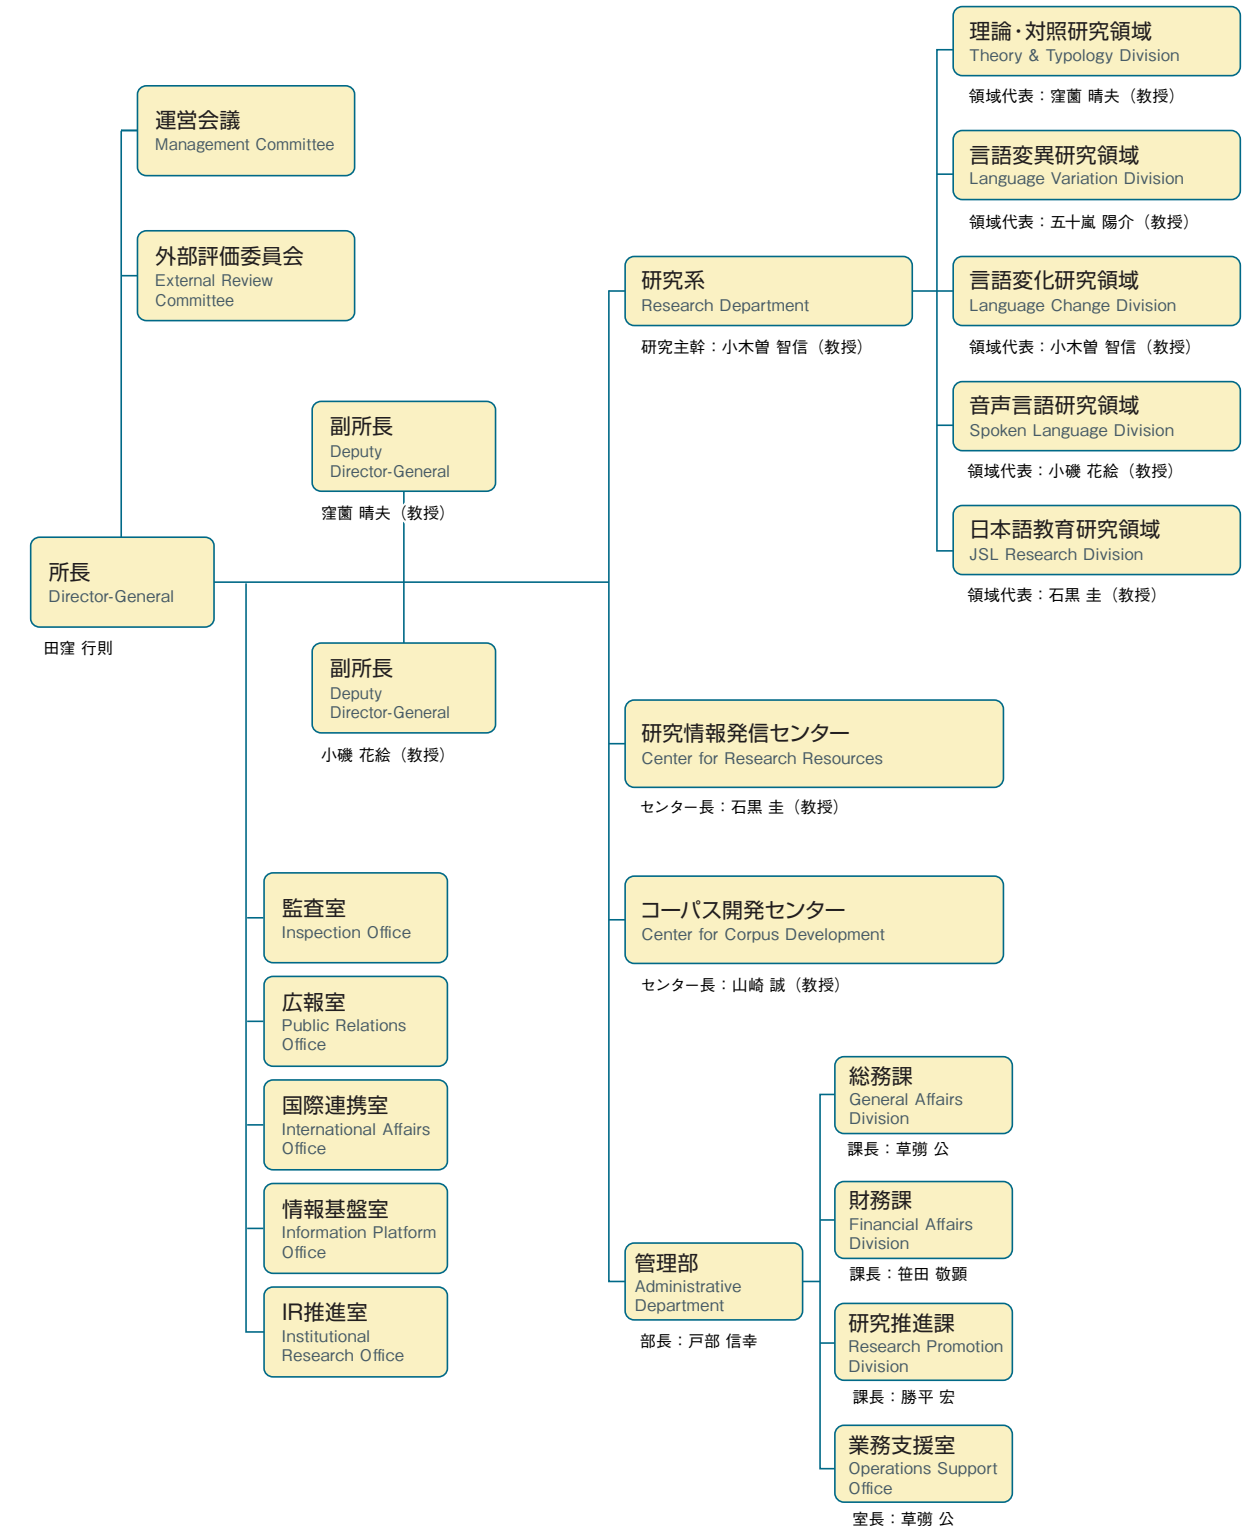 運営会議
Management Committee
外部評価委員会
External Review
Committee
副所長
Deputy
Director-General
窪薗 晴夫（教授）
所長
Director-General
田窪 行則
副所長
Deputy
Director-General
小磯 花絵（教授）
監査室
Inspection Office
広報室
Public Relations
Office
国際連携室
International Affairs
Office
情報基盤室
Information Platform
Office
IR推進室
Institutional
Research Office
研究系
Research Department
研究主幹：小木曽 智信（教授）
理論・対照研究領域
Theory & Typology Division
領域代表：窪薗 晴夫（教授）
言語変異研究領域
Language Variation Division
領域代表：五十嵐 陽介（教授）
言語変化研究領域
Language Change Division
領域代表：小木曽 智信（教授）
音声言語研究領域
Spoken Language Division
領域代表：小磯 花絵（教授）
日本語教育研究領域
JSL Research Division
領域代表：石黒 圭（教授）
研究情報発信センター
Center for Research Resources
センター長：石黒 圭（教授）
コーパス開発センター
Center for Corpus Development
センター長：山崎 誠（教授）
管理部
Administrative
Department
部長：戸部 信幸
総務課
General Affairs
Division
課長：草彅 公
財務課
Financial Affairs
Division
課長：笹田 敬顕
研究推進課
Research Promotion
Division
課長：勝平 宏
業務支援室
Operations Support
Office
室長：草彅 公